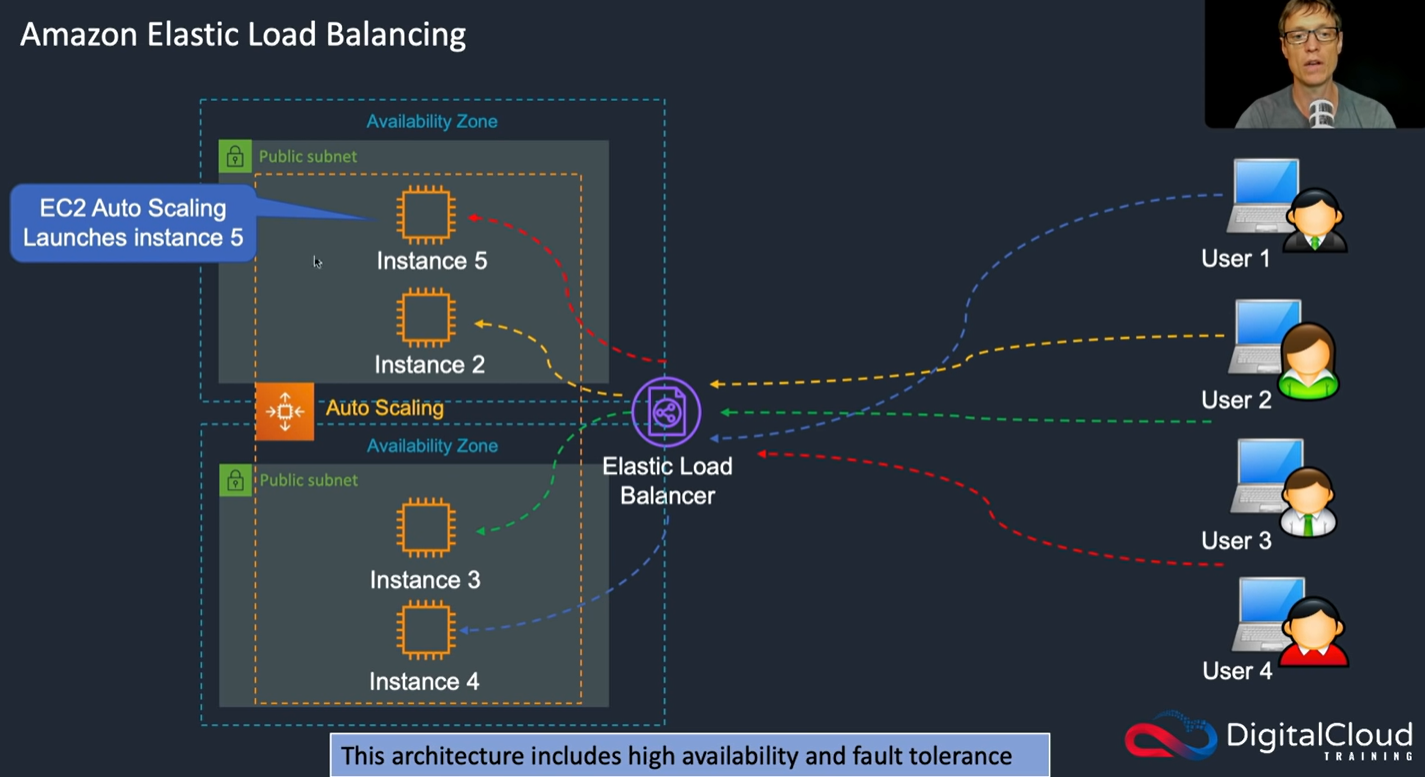 Amazon Elastic Load Balancing
Availability Zone
Public subnet
EC2 Auto Scaling
Launches instance 5
Instance 5
Instance 2
Auto Scaling
Availability Zone
Public subnet
Instance 3
Instance 4
Elastic Load
Balancer
User 1
User 2
User 3
User 4
This architecture includes high availability and fault tolerance
DigitalCloud
TRAINING